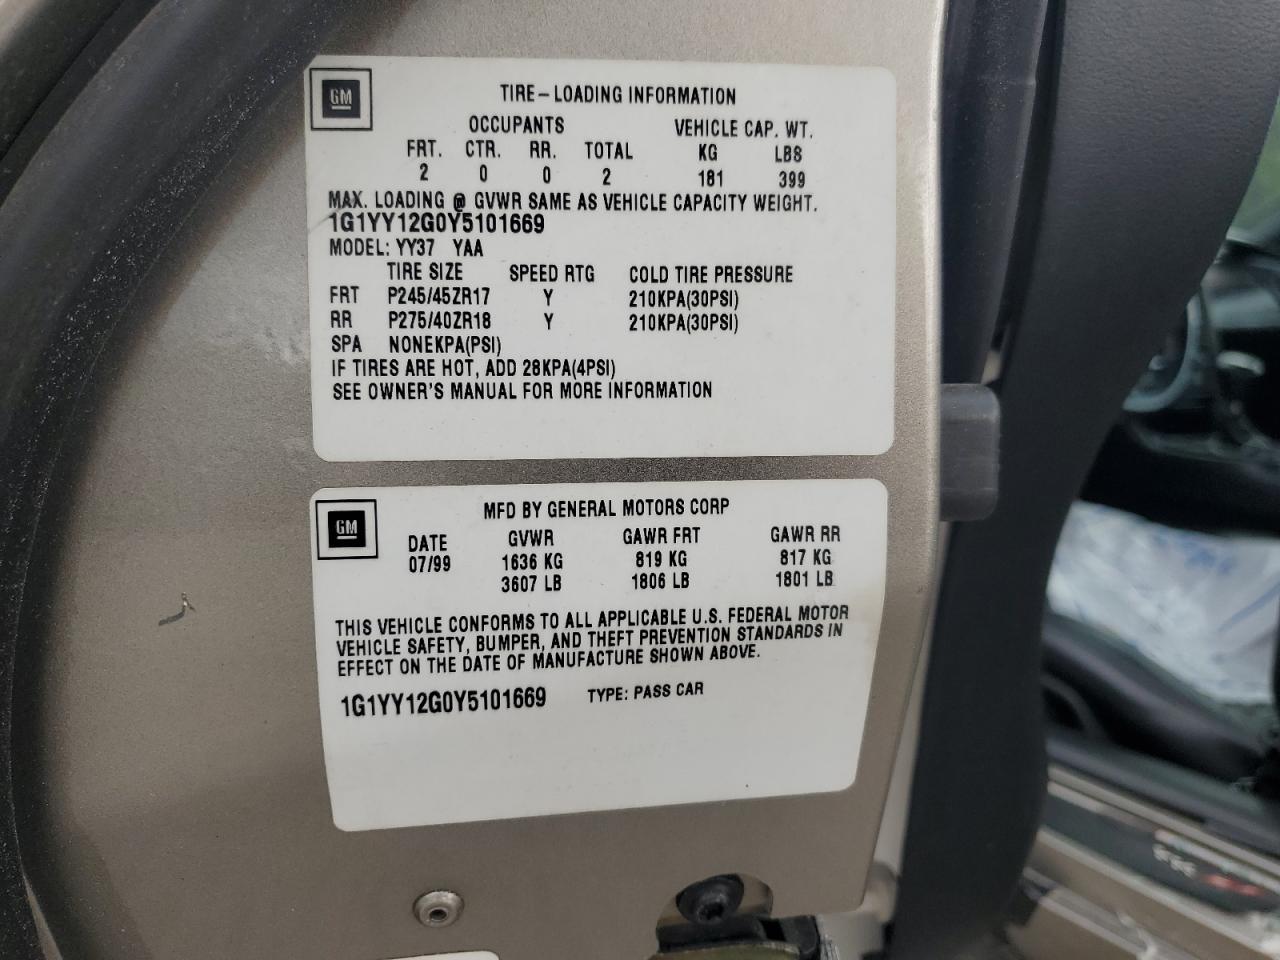 GM
TIRE-LOADING INFORMATION
OCCUPANTS VEHICLE CAP. WT.
FRT. CTR. RR. TOTAL KG LBS
2 0 0 2 181 399
MAX. LOADING @ GVWR SAME AS VEHICLE CAPACITY WEIGHT.
1G1YY12G0Y5101669
MODEL: YY37 YAA
TIRE SIZE SPEED RTG COLD TIRE PRESSURE
FRT P245/45ZR17 Y 210KPA(30PSI)
RR P275/40ZR18 Y 210KPA(30PSI)
SPA NONEKPA(PSI)
IF TIRES ARE HOT, ADD 28KPA(4PSI)
SEE OWNER'S MANUAL FOR MORE INFORMATION
GM
MFD BY GENERAL MOTORS CORP
DATE GVWR GAWR FRT GAWR RR
07/99 1636 KG 819 KG 817 KG
3607 LB 1806 LB 1801 LB
THIS VEHICLE CONFORMS TO ALL APPLICABLE U.S. FEDERAL MOTOR
VEHICLE SAFETY, BUMPER, AND THEFT PREVENTION STANDARDS IN
EFFECT ON THE DATE OF MANUFACTURE SHOWN ABOVE.
1G1YY12G0Y5101669 TYPE: PASS CAR